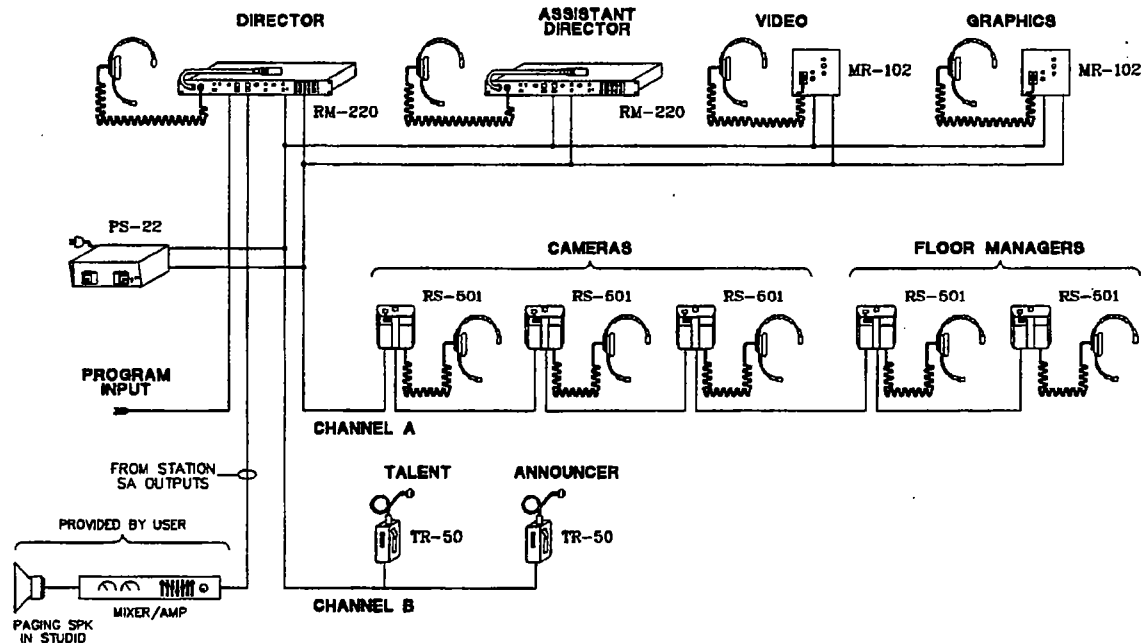 DIRECTOR
ASSISTANT
DIRECTOR
VIDEO
GRAPHICS
RM-220
RM-220
MR-102
MR-102
PS-22
CAMERAS
FLOOR MANAGERS
RS-501
RS-501
RS-501
RS-501
RS-501
PROGRAM
INPUT
CHANNEL A
FROM STATION
SA OUTPUTS
TALENT
ANNOUNCER
TR-50
TR-50
PROVIDED BY USER
MIXER/AMP
CHANNEL B
PAGING SPK
IN STUDIO